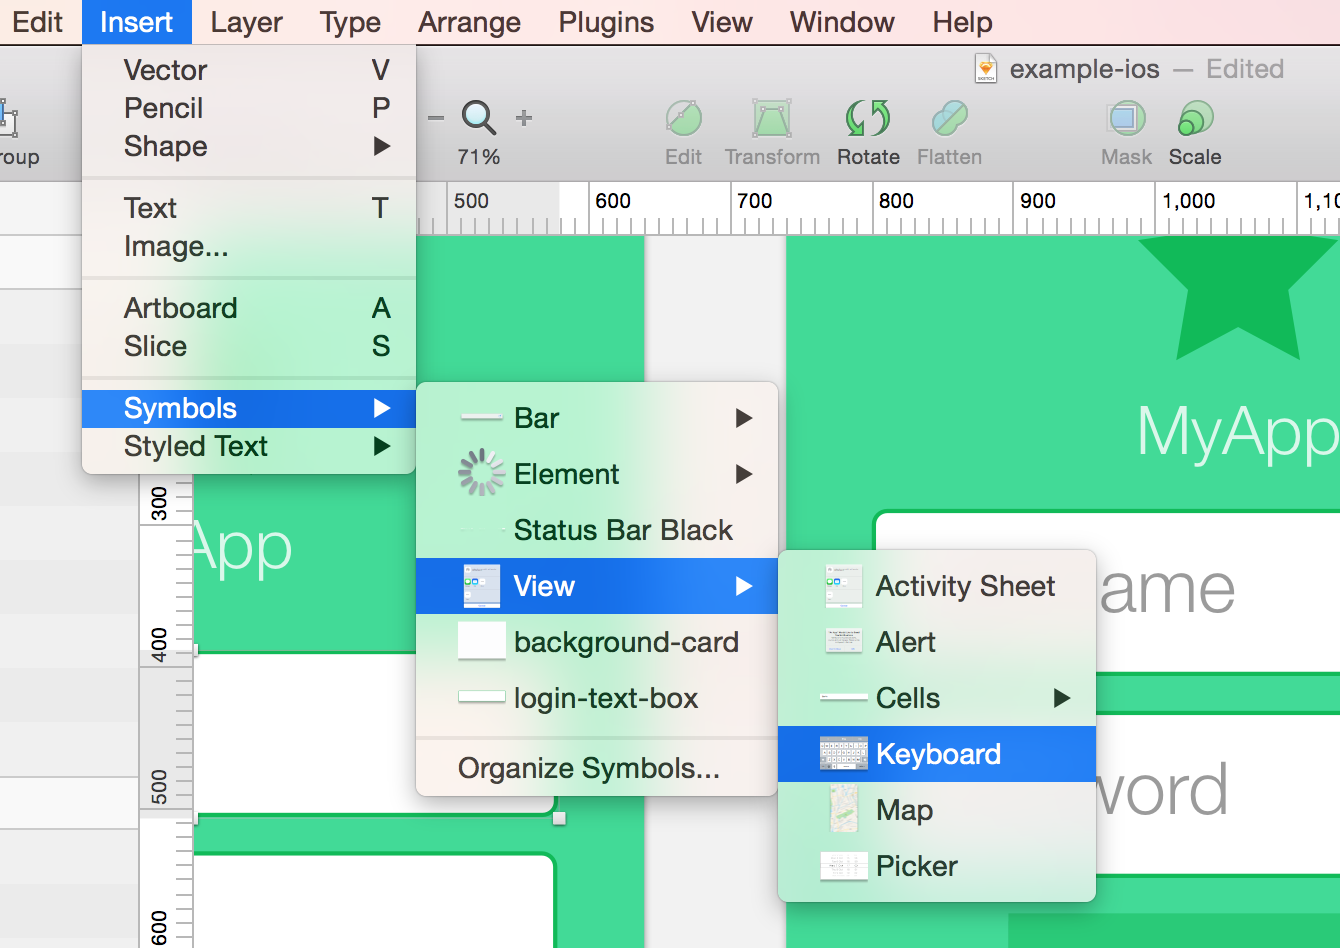 Edit Insert Layer Type Arrange Plugins View Window Help
example-ios — Edited
Vector V
Pencil P
Shape
Text T
Image...
Artboard A
Slice S
Symbols
Styled Text
roup
71%
Edit Transform Rotate Flatten Mask Scale
500 600 700 800 900 1,000 1,10
300
400
500
600
App
MyApp
ame
word
Bar
Element
Status Bar Black
View
background-card
login-text-box
Organize Symbols...
Activity Sheet
Alert
Cells
Keyboard
Map
Picker